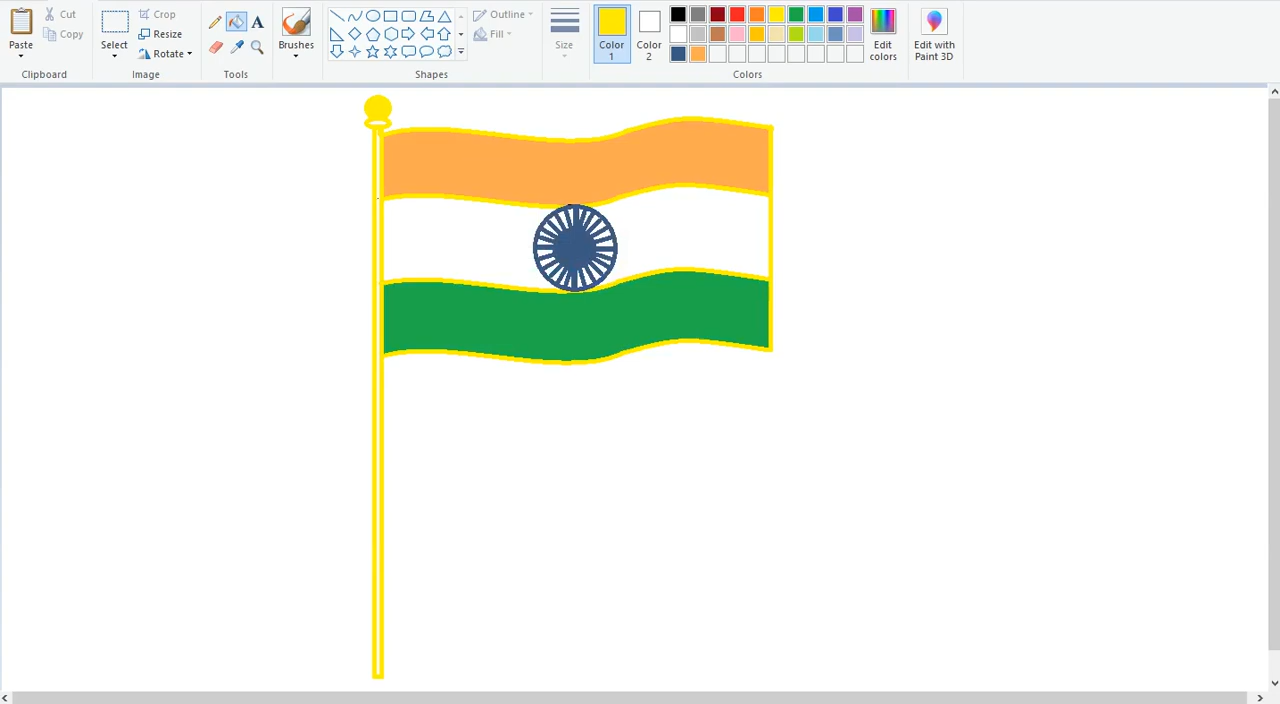 Paste
Clipboard
Cut
Copy
Select
Crop
Resize
Rotate
Image
A
Tools
Brushes
Shapes
Outline
Fill
Size
Color
1
Color
2
Colors
Edit
colors
Edit with
Paint 3D